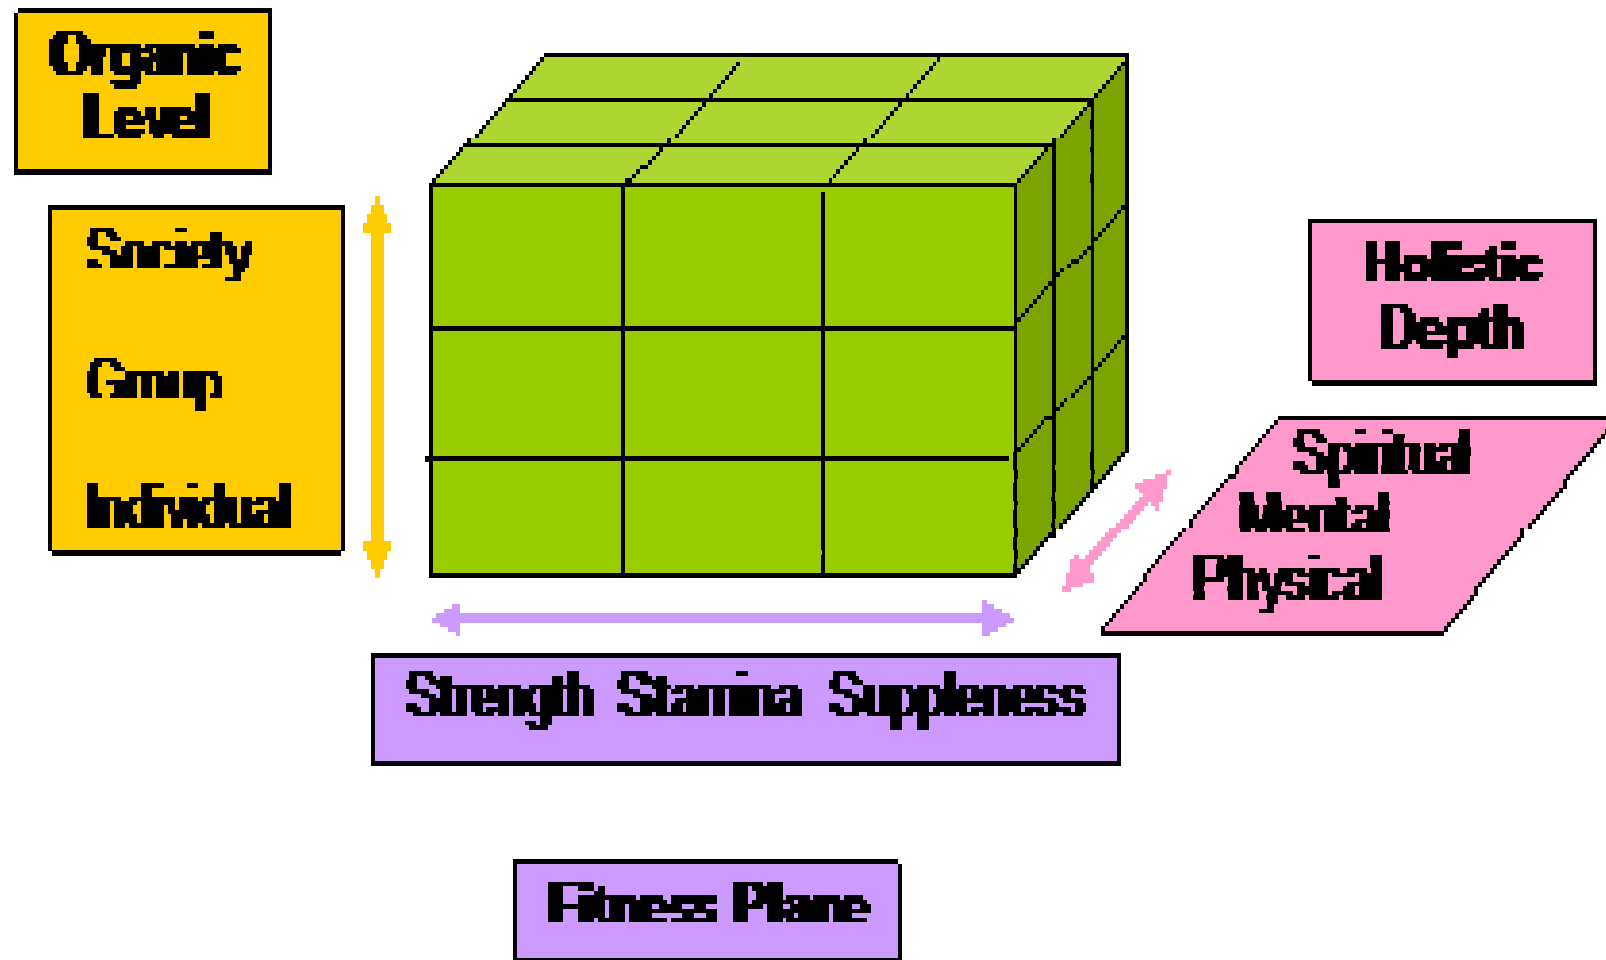 Organic
Level
Society
Group
Individual
Holistic
Depth
Spiritual
Mental
Physical
Strength Stamina Suppleness
Fitness Plane